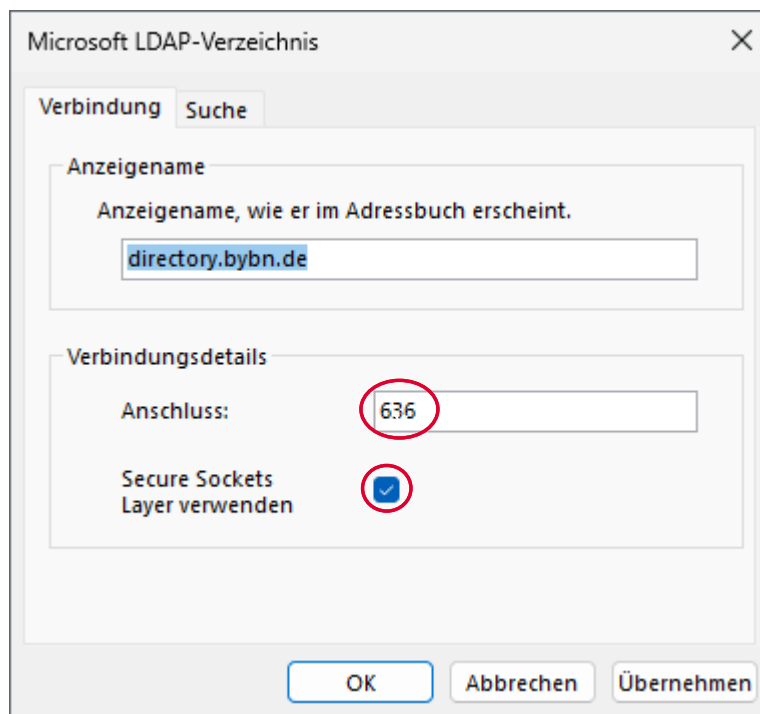 Microsoft LDAP-Verzeichnis
Verbindung
Suche
Anzeigename
Anzeigename, wie er im Adressbuch erscheint.
directory.bybn.de
Verbindungsdetails
Anschluss:
636
Secure Sockets
Layer verwenden
OK
Abbrechen
Übernehmen